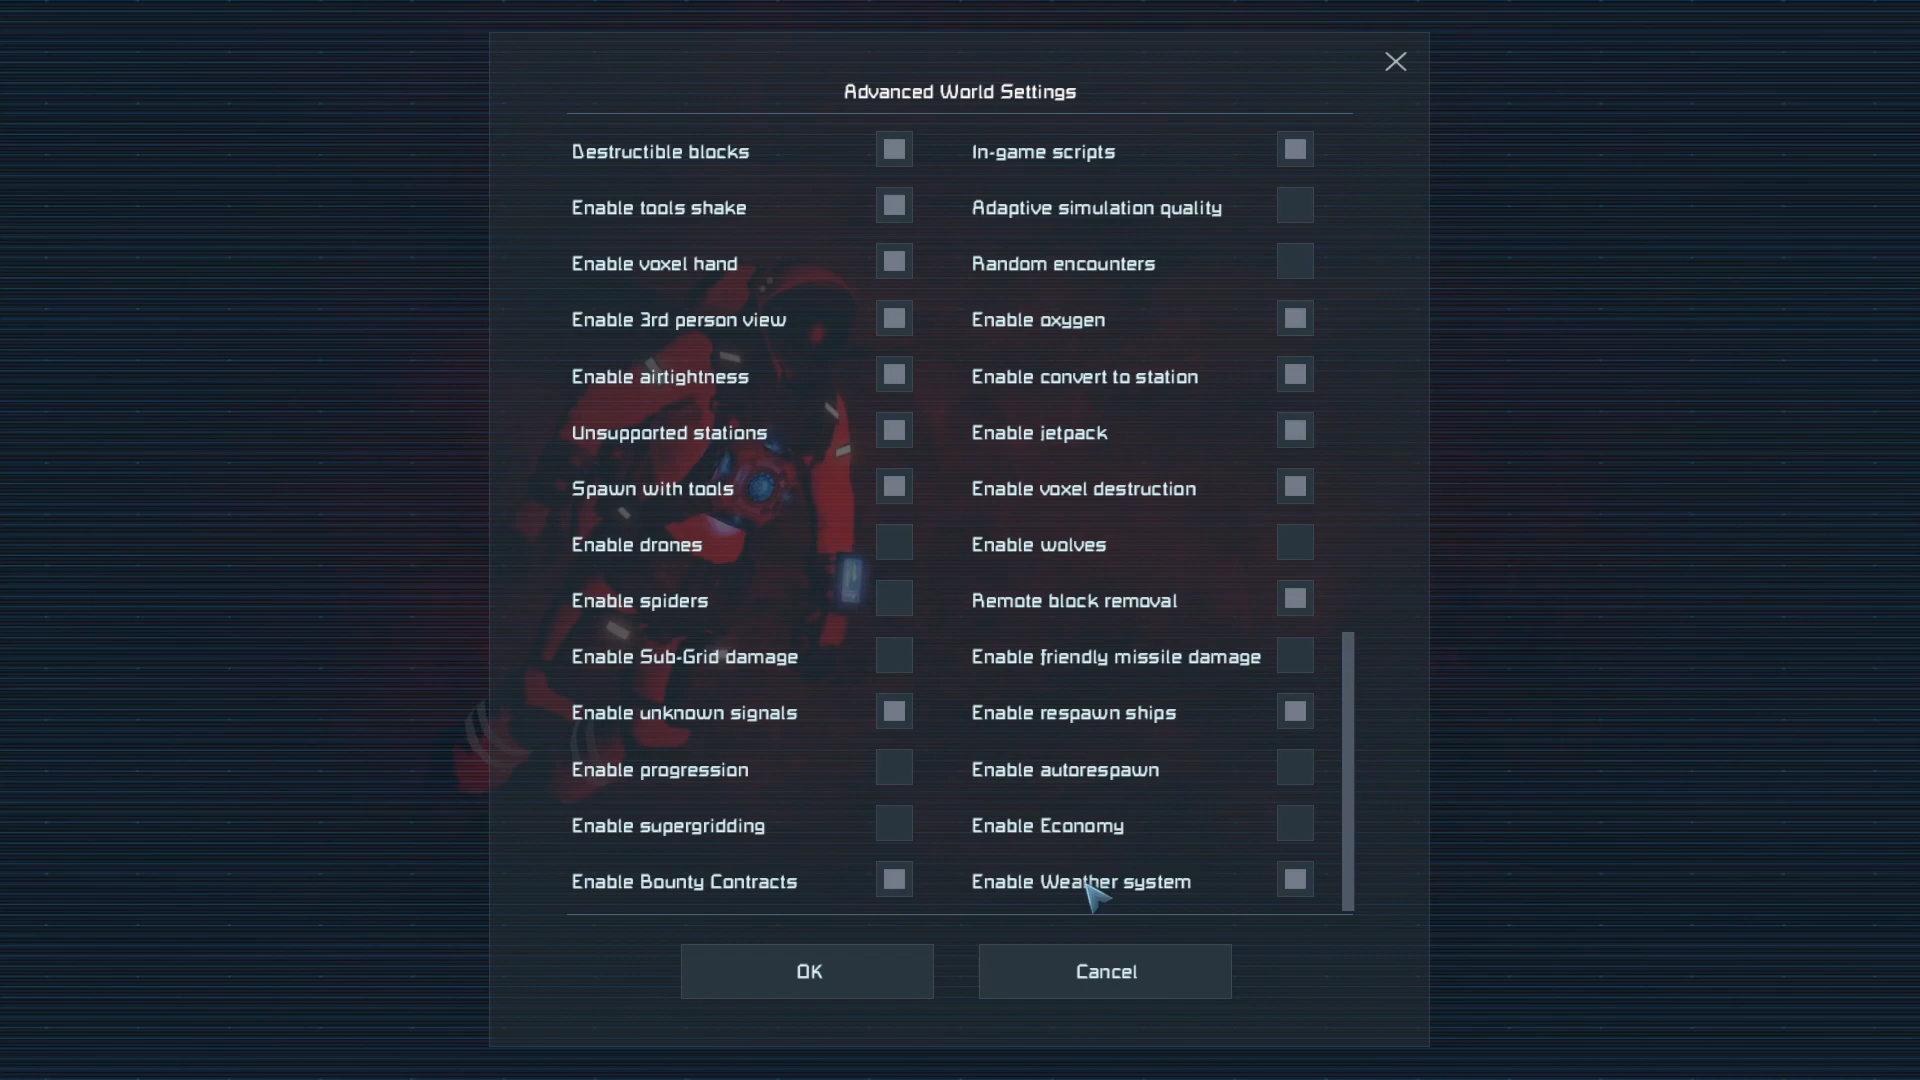 Advanced World Settings
Destructible blocks In-game scripts
Enable tools shake Adaptive simulation quality
Enable voxel hand Random encounters
Enable 3rd person view Enable oxygen
Enable airtightness Enable convert to station
Unsupported stations Enable jetpack
Spawn with tools Enable voxel destruction
Enable drones Enable wolves
Enable spiders Remote block removal
Enable Sub-Grid damage Enable friendly missile damage
Enable unknown signals Enable respawn ships
Enable progression Enable autorespawn
Enable supergridding Enable Economy
Enable Bounty Contracts Enable Weather system
OK Cancel